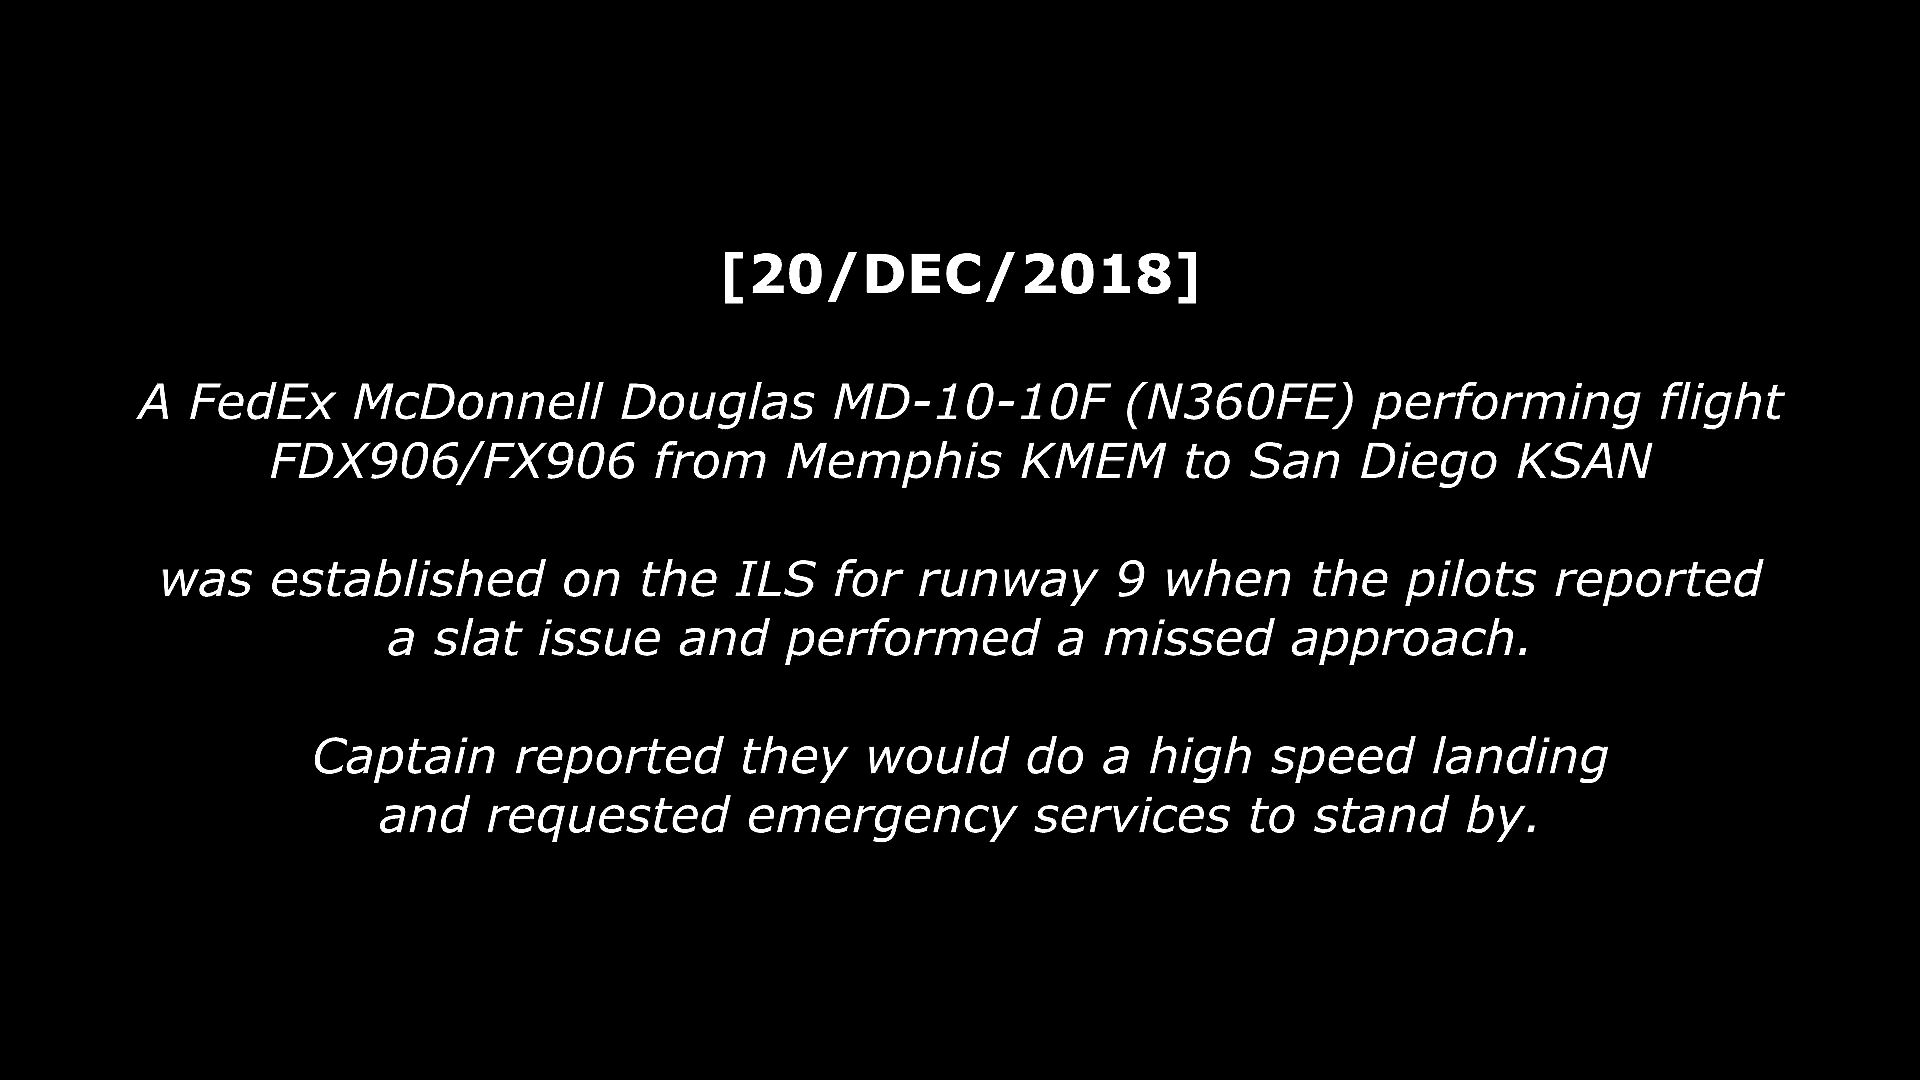 [20/DEC/2018]
A FedEx McDonnell Douglas MD-10-10F (N360FE) performing flight
FDX906/FX906 from Memphis KMEM to San Diego KSAN
was established on the ILS for runway 9 when the pilots reported
a slat issue and performed a missed approach.
Captain reported they would do a high speed landing
and requested emergency services to stand by.